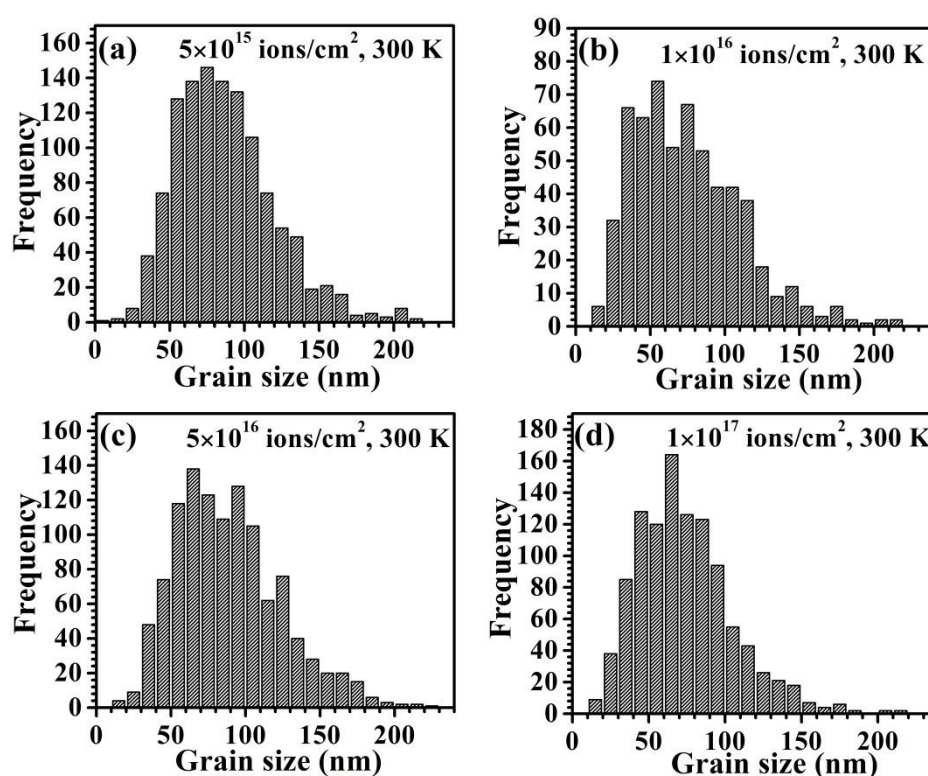 (a) 5×10¹⁵ ions/cm², 300 K
160
140
120
100
80
60
40
20
0
Frequency
0 50 100 150 200
Grain size (nm)
(b) 1×10¹⁶ ions/cm², 300 K
90
80
70
60
50
40
30
20
10
0
Frequency
0 50 100 150 200
Grain size (nm)
(c) 5×10¹⁶ ions/cm², 300 K
160
140
120
100
80
60
40
20
0
Frequency
0 50 100 150 200
Grain size (nm)
(d) 1×10¹⁷ ions/cm², 300 K
180
160
140
120
100
80
60
40
20
0
Frequency
0 50 100 150 200
Grain size (nm)